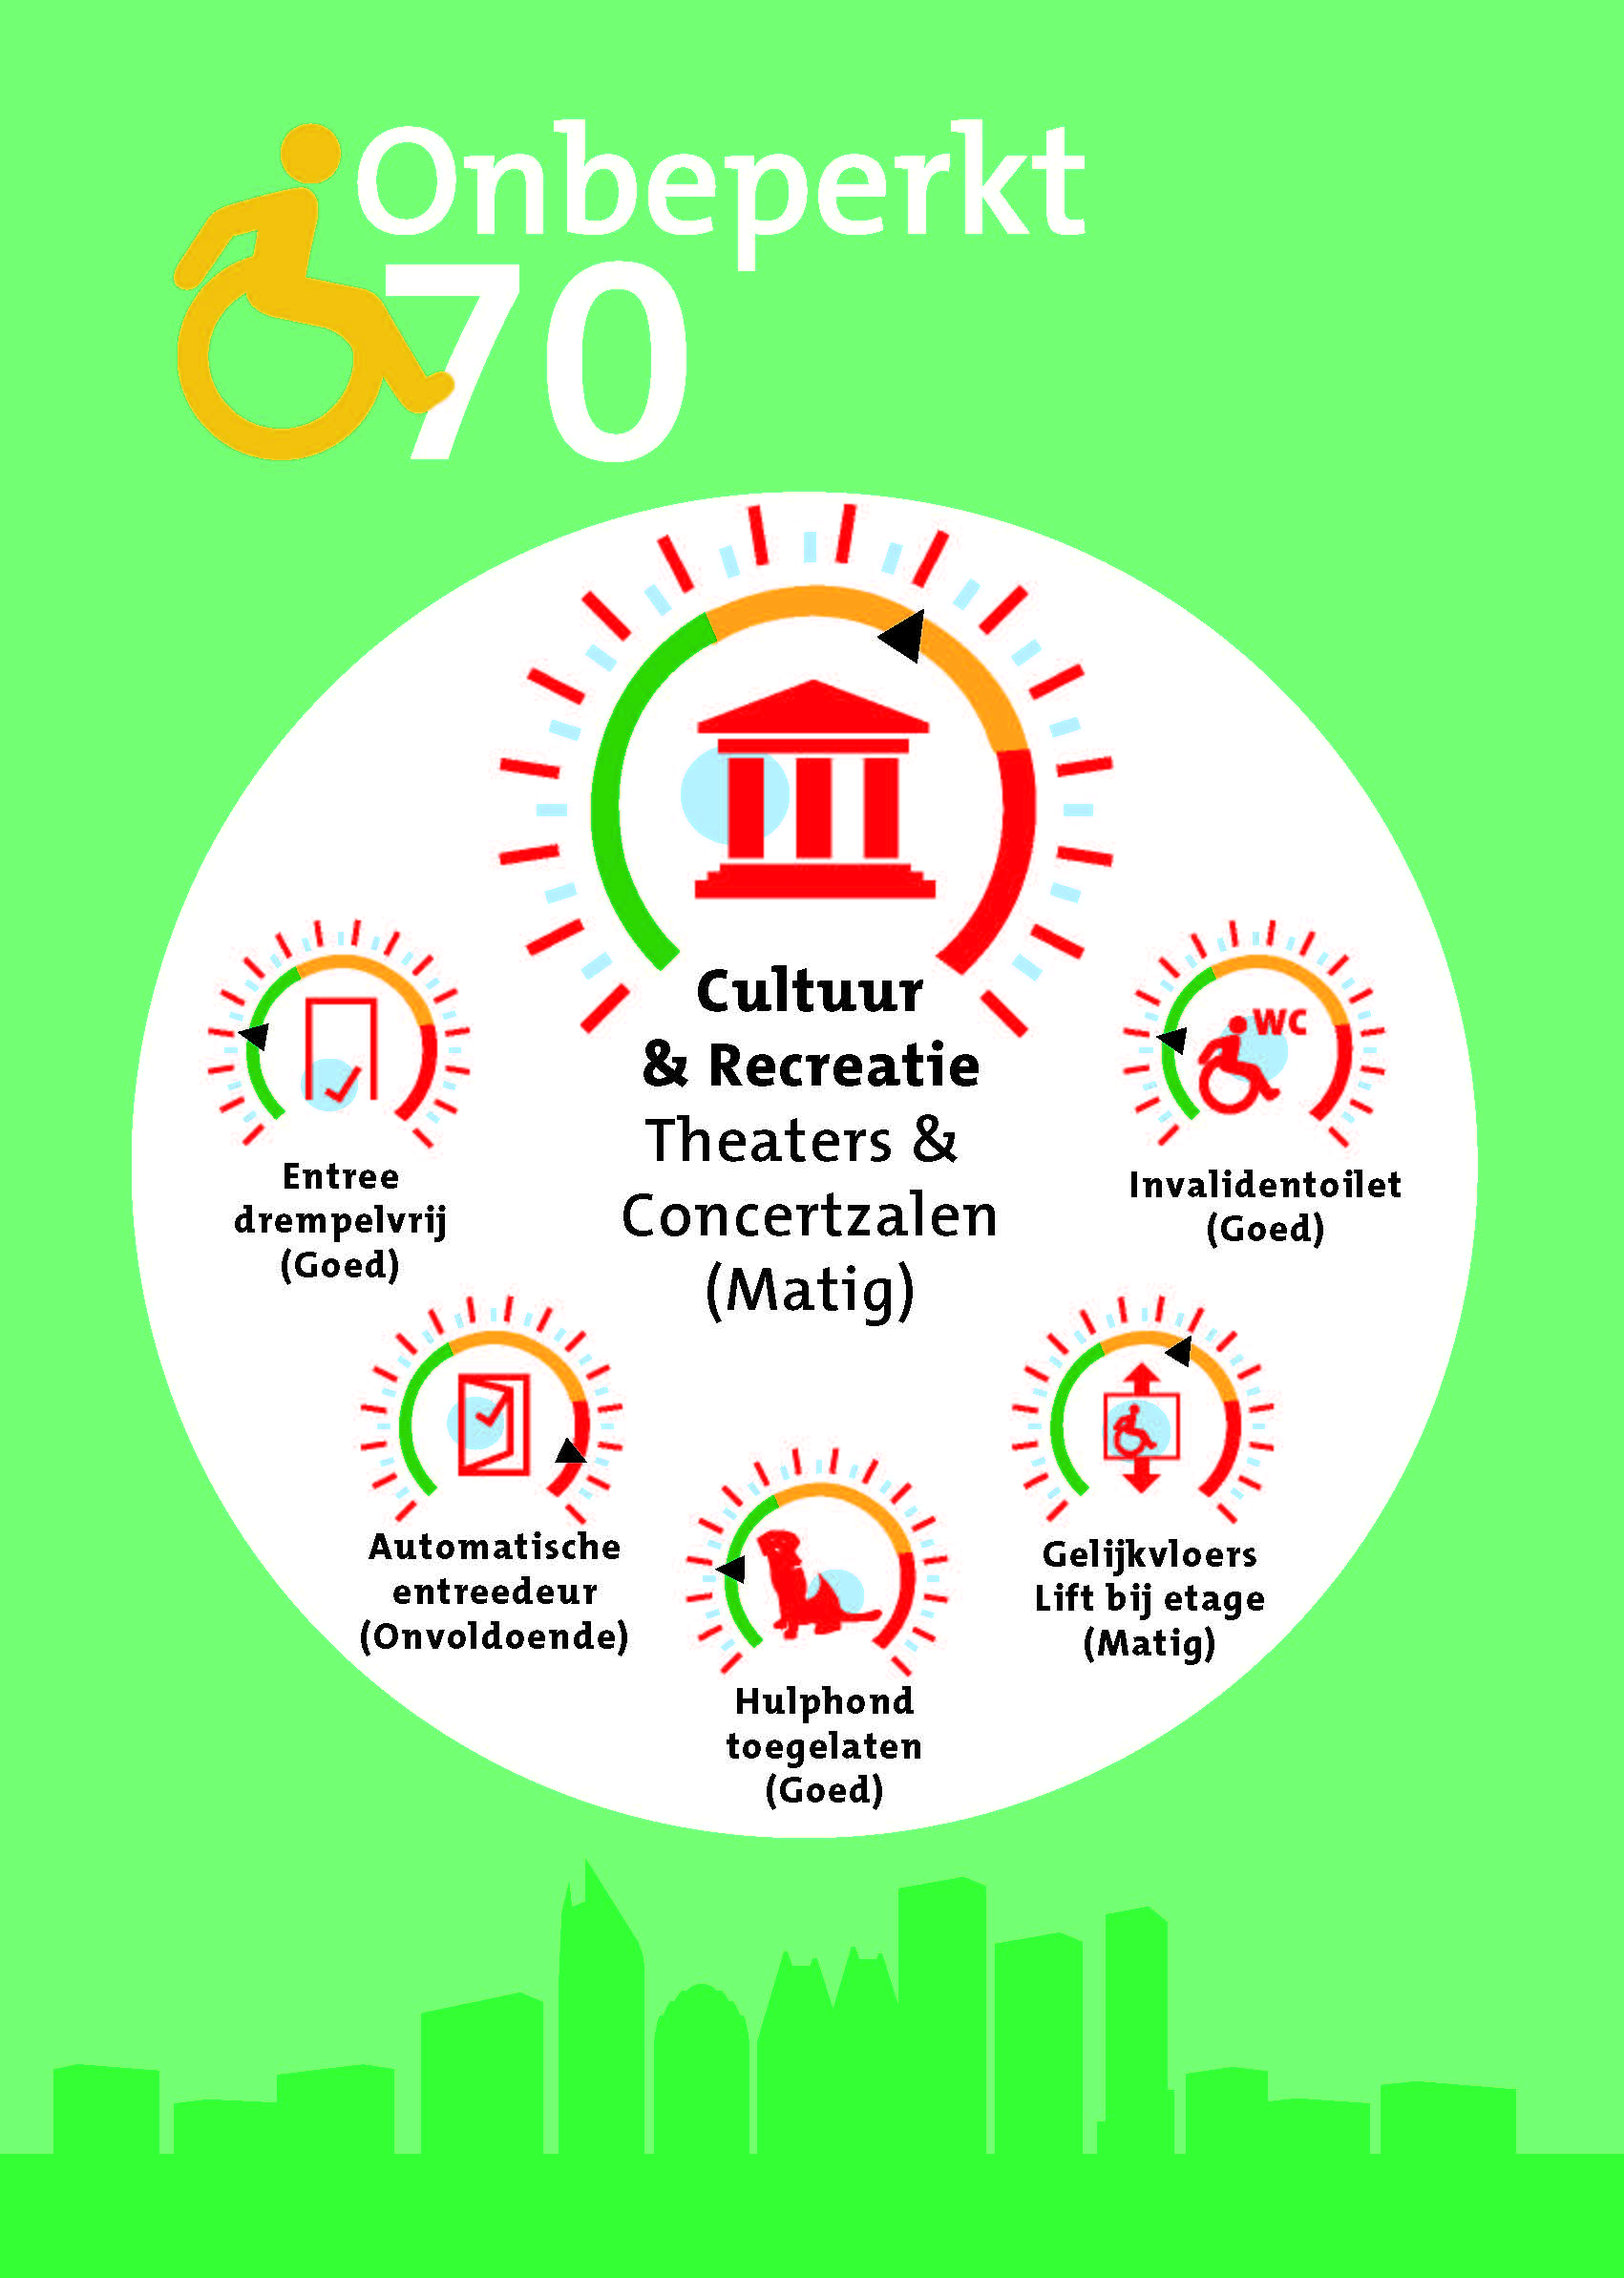 Onbeperkt
70
Cultuur
& Recreatie
Theaters &
Concertzalen
(Matig)
Entree
drempelvrij
(Goed)
WC
Invalidentoilet
(Goed)
Automatische
entreedeur
(Onvoldoende)
Hulphond
toegelaten
(Goed)
Gelijkvloers
Lift bij etage
(Matig)